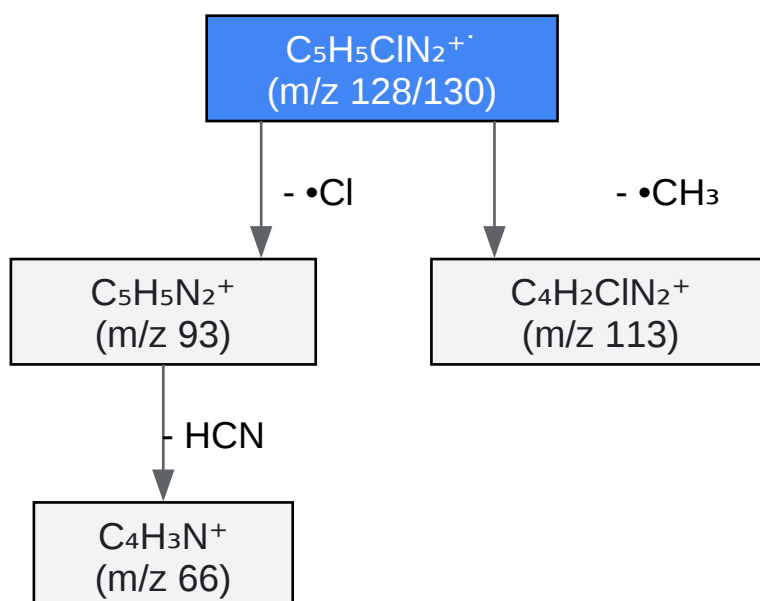 C₅H₅ClN₂⁺˙
(m/z 128/130)
- •Cl
- •CH₃
C₅H₅N₂⁺
(m/z 93)
C₄H₂ClN₂⁺
(m/z 113)
- HCN
C₄H₃N⁺
(m/z 66)